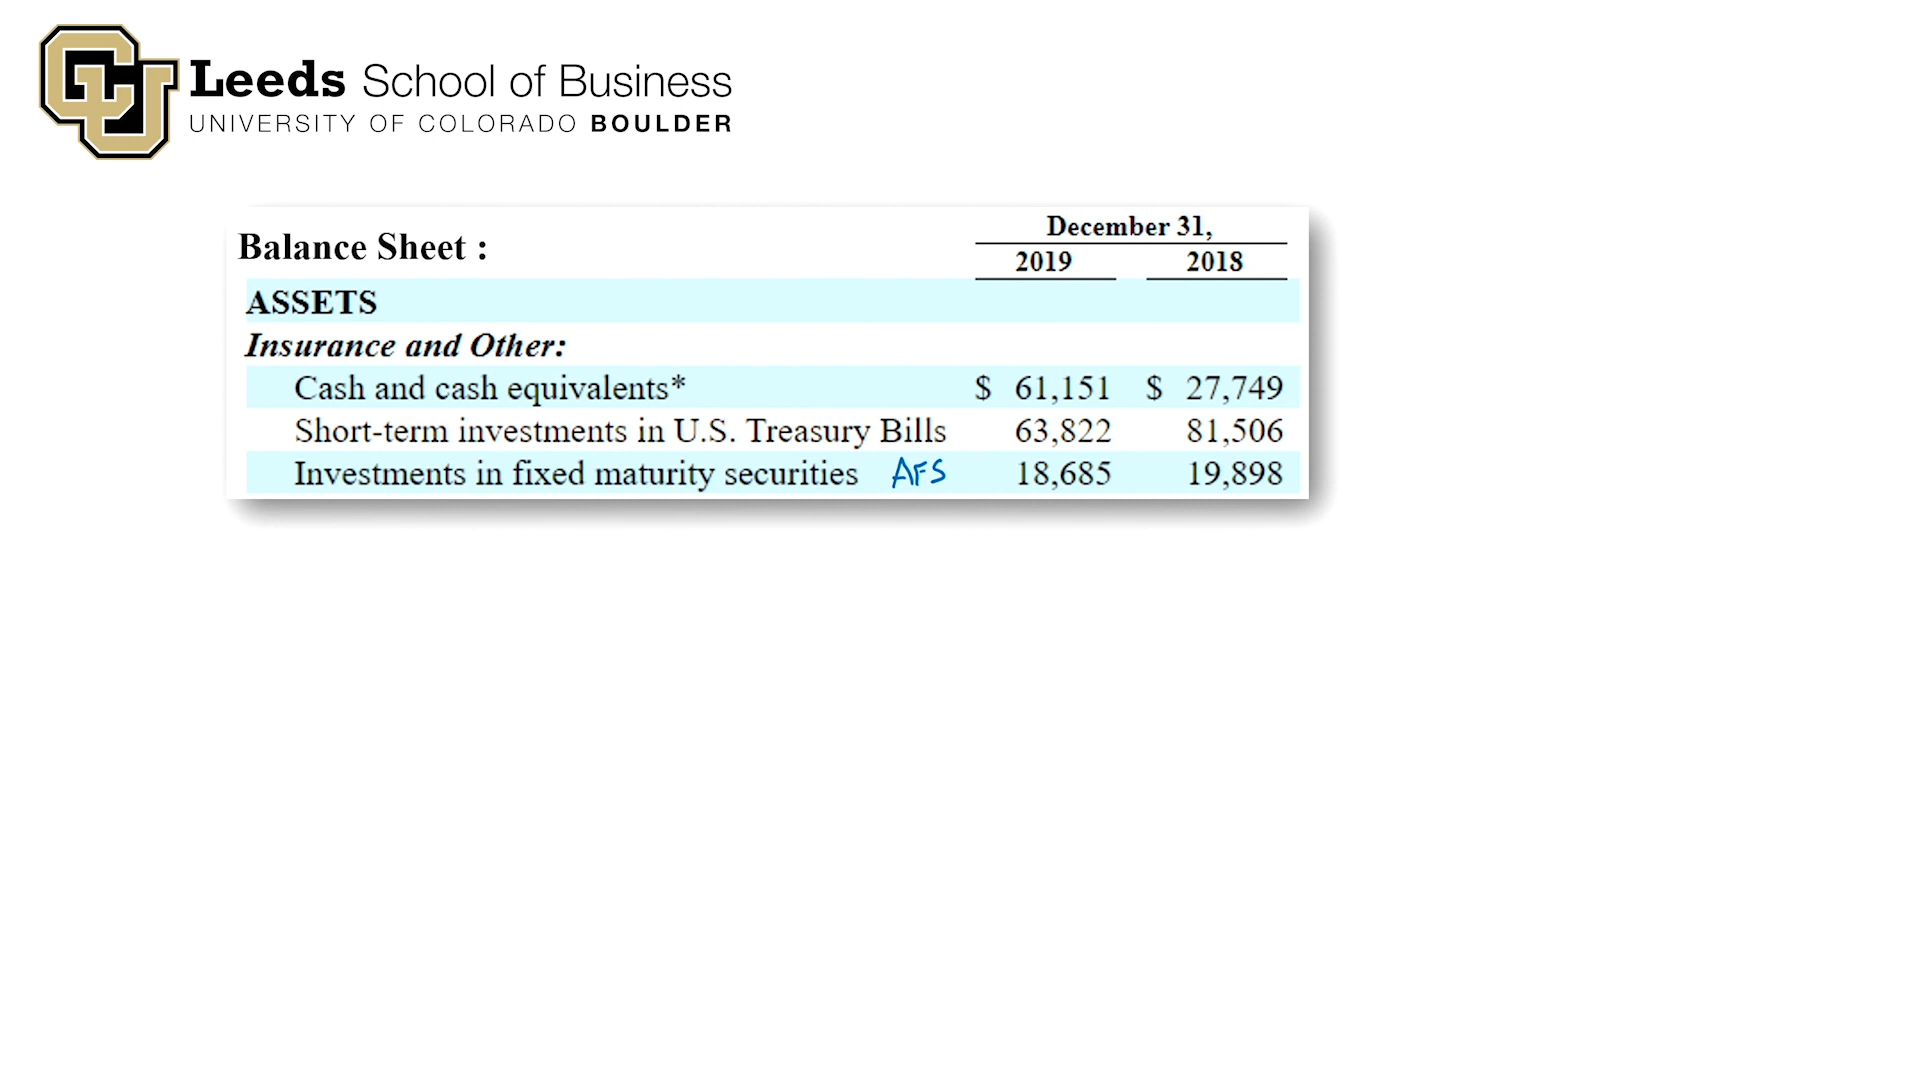 Leeds School of Business
UNIVERSITY OF COLORADO BOULDER
December 31,
Balance Sheet :
2019 2018
ASSETS
Insurance and Other:
Cash and cash equivalents* $ 61,151 $ 27,749
Short-term investments in U.S. Treasury Bills 63,822 81,506
Investments in fixed maturity securities AFS 18,685 19,898